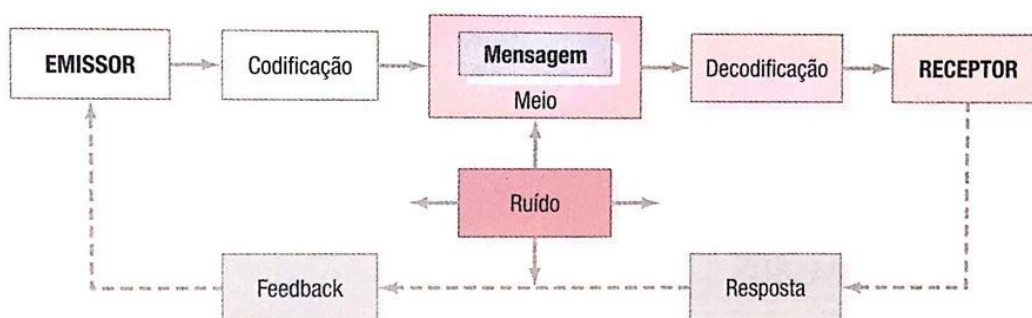 EMISSOR
Codificação
Mensagem
Meio
Decodificação
RECEPTOR
Ruído
Feedback
Resposta